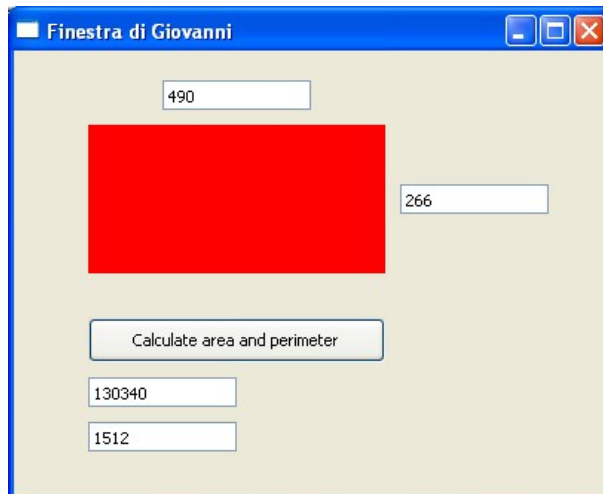 Finestra di Giovanni
490
266
Calculate area and perimeter
130340
1512